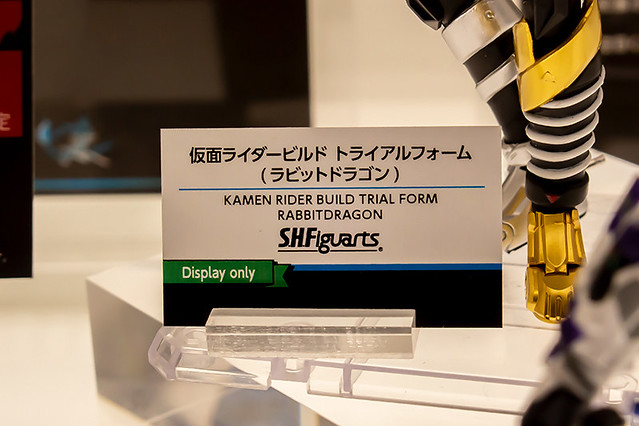 仮面ライダービルド トライアルフォーム
(ラビットドラゴン)
KAMEN RIDER BUILD TRIAL FORM
RABBITDRAGON
S.H.Figuarts
Display only
定